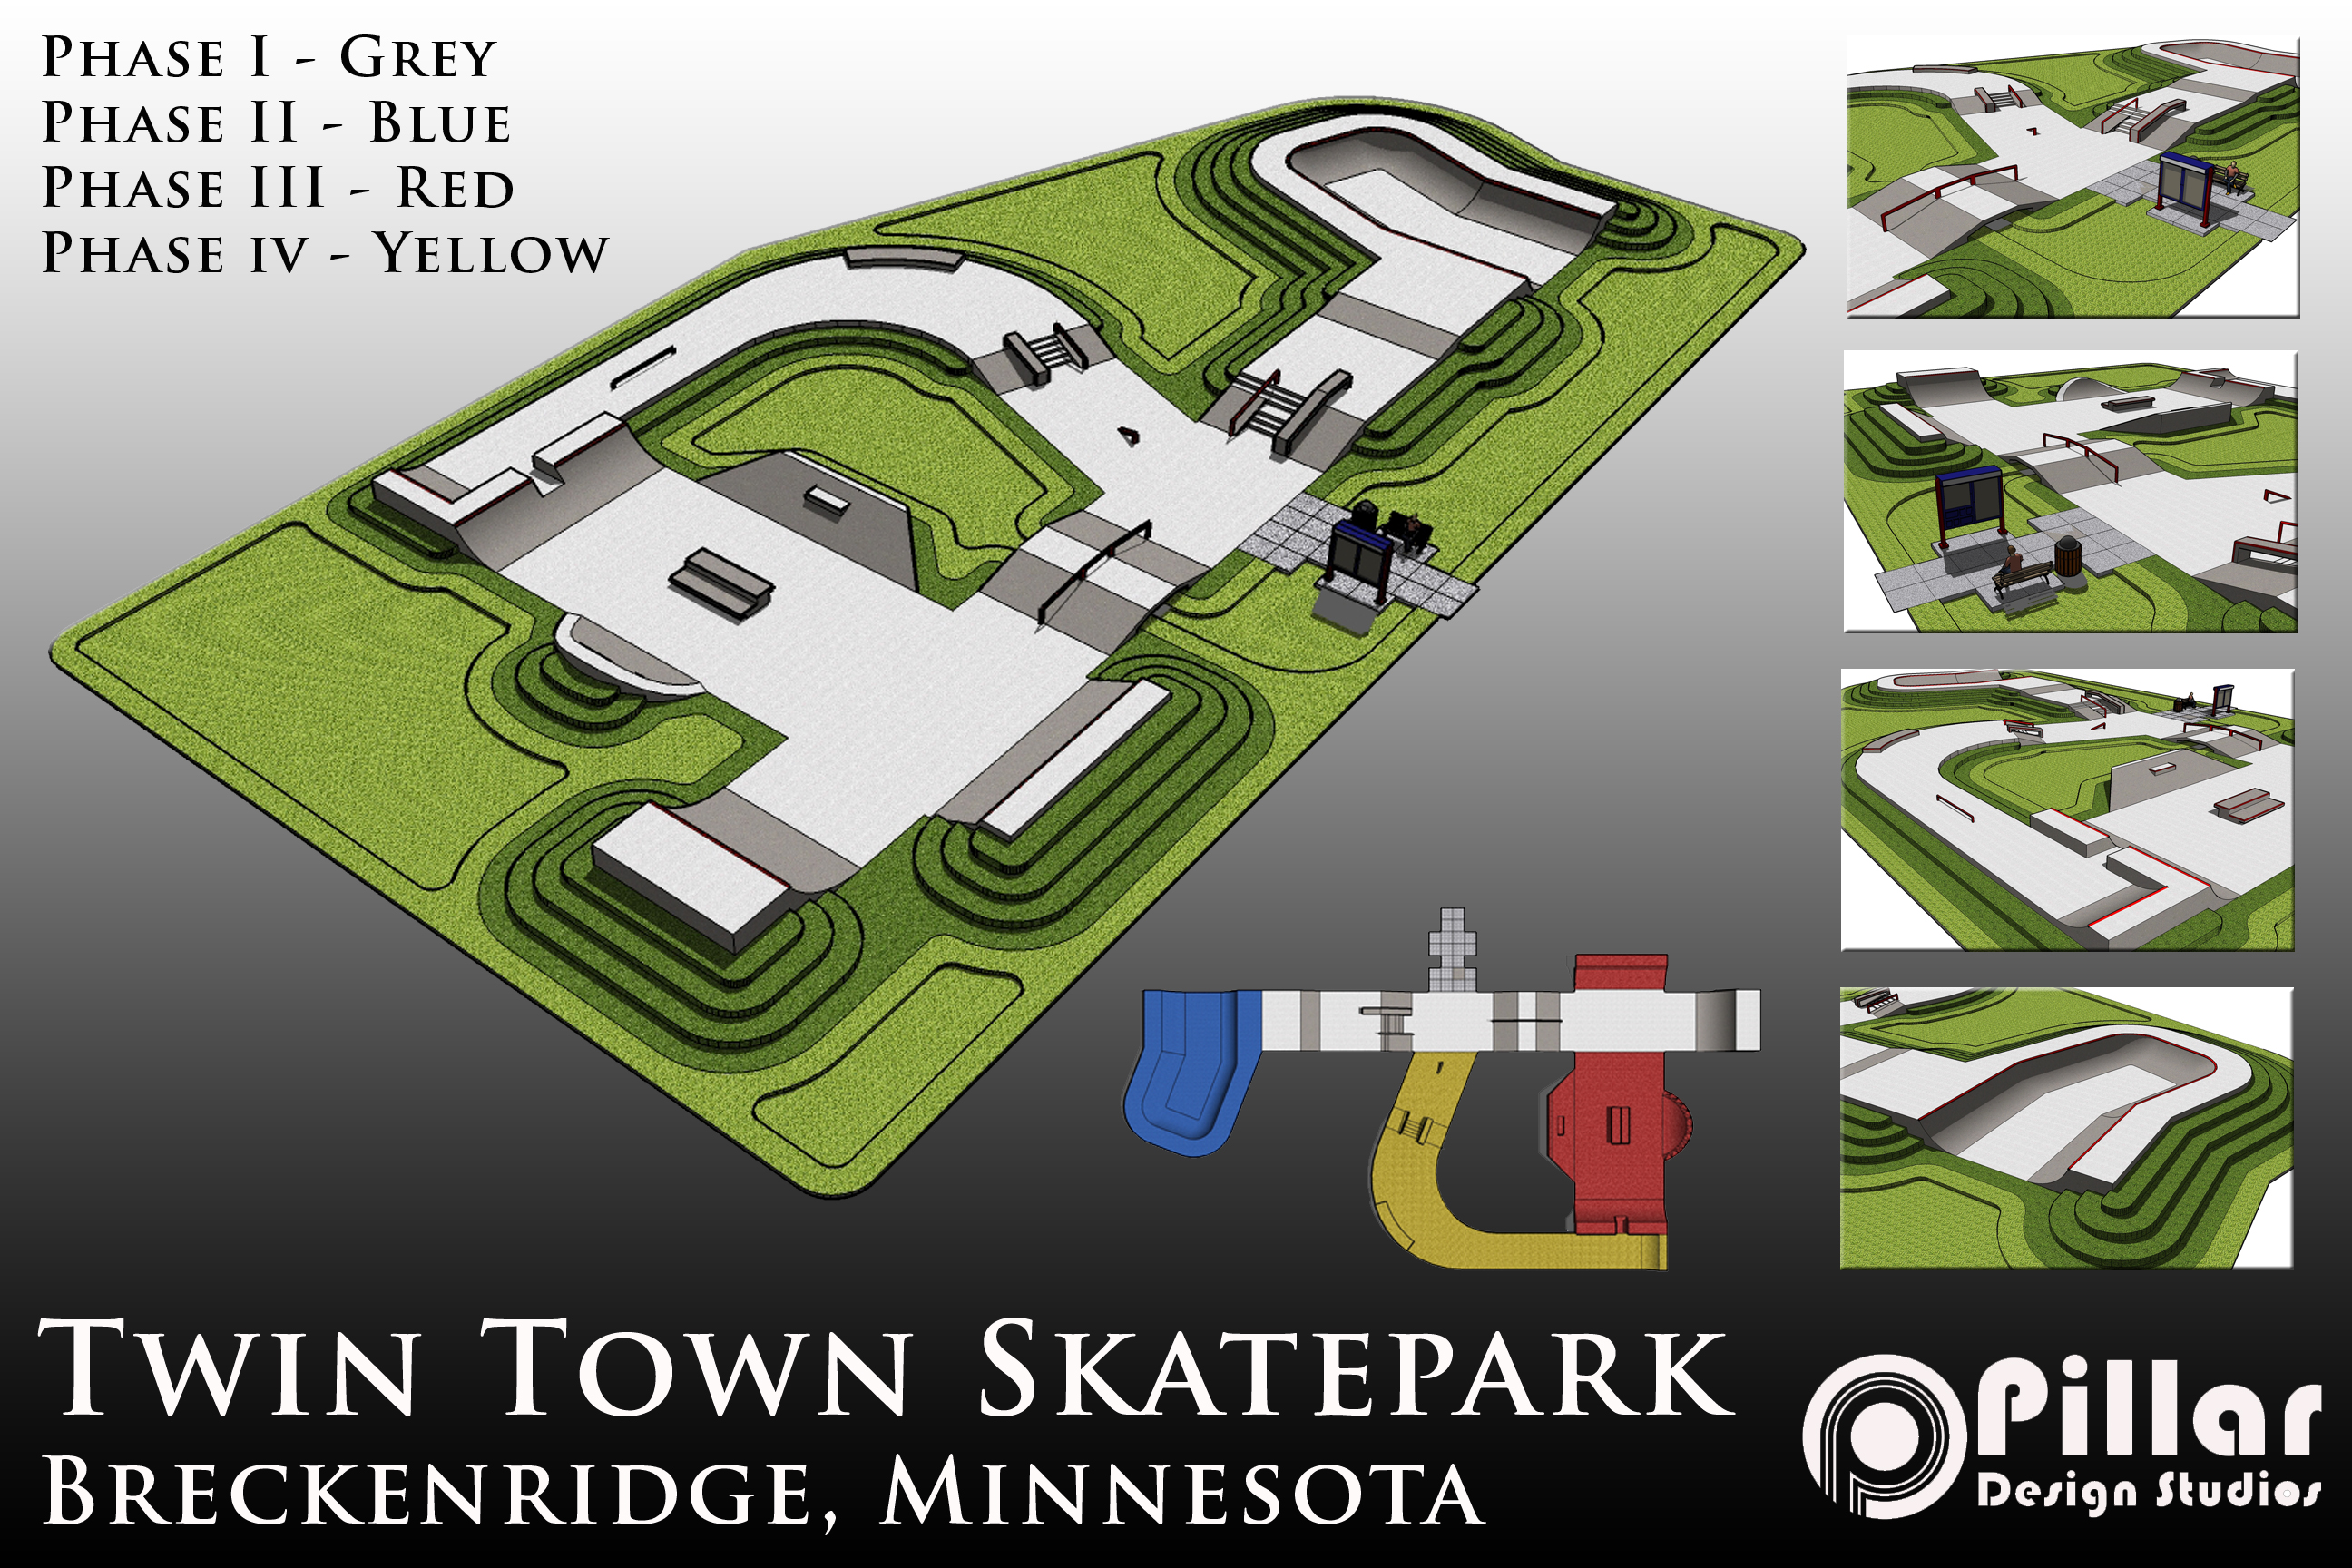 Phase I - Grey
Phase II - Blue
Phase III - Red
Phase IV - Yellow
Twin Town Skatepark
Breckenridge, Minnesota
Pillar
Design Studios